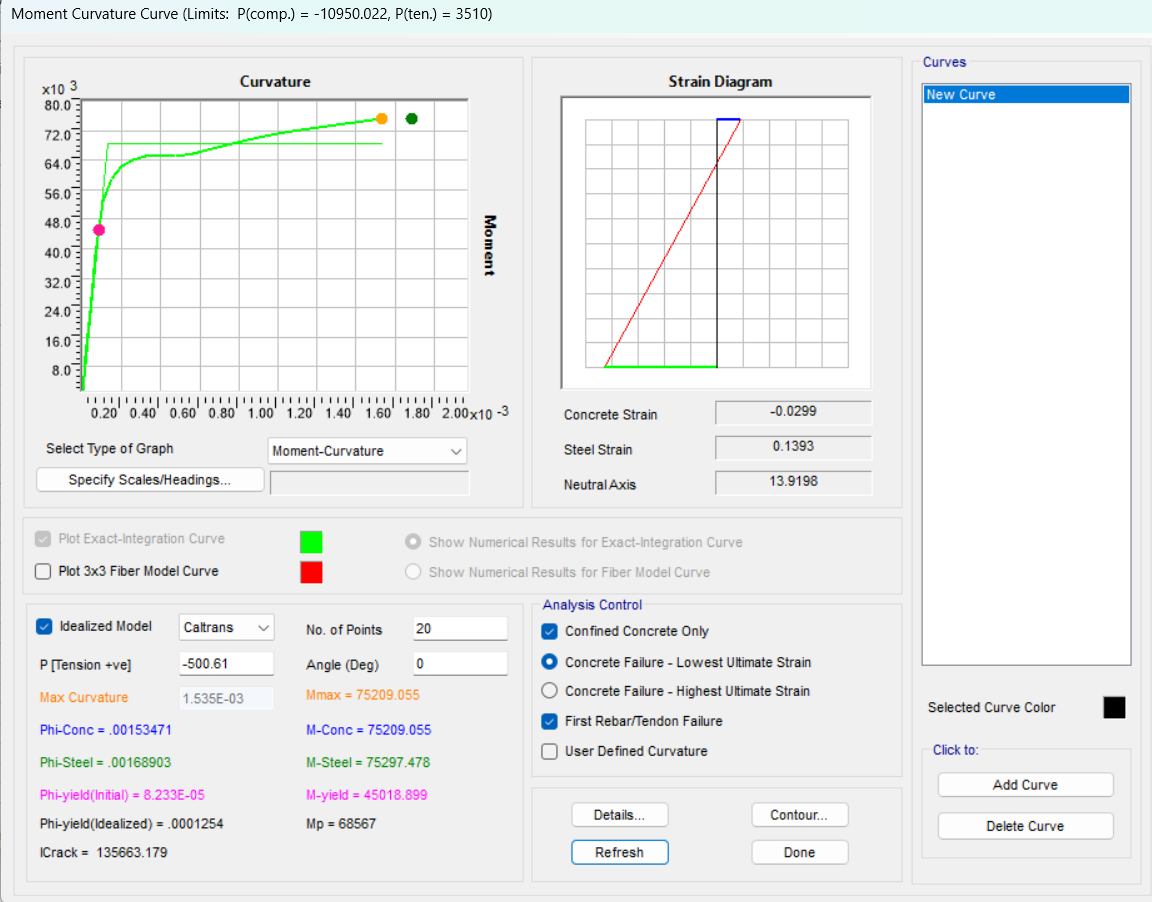 Moment Curvature Curve (Limits:  P(comp.) = -10950.022, P(ten.) = 3510)
Curvature
x10 3
80.0
72.0
64.0
56.0
48.0
40.0
32.0
24.0
16.0
8.0
Moment
0.20 0.40 0.60 0.80 1.00 1.20 1.40 1.60 1.80 2.00 x10 -3
Select Type of Graph
Moment-Curvature
Specify Scales/Headings...
Strain Diagram
Concrete Strain
-0.0299
Steel Strain
0.1393
Neutral Axis
13.9198
Curves
New Curve
Plot Exact-Integration Curve
Show Numerical Results for Exact-Integration Curve
Plot 3x3 Fiber Model Curve
Show Numerical Results for Fiber Model Curve
Idealized Model
Caltrans
No. of Points
20
P [Tension +ve]
-500.61
Angle (Deg)
0
Max Curvature
1.535E-03
Mmax = 75209.055
Phi-Conc = .00153471
M-Conc = 75209.055
Phi-Steel = .00168903
M-Steel = 75297.478
Phi-yield(Initial) = 8.233E-05
M-yield = 45018.899
Phi-yield(Idealized) = .0001254
Mp = 68567
ICrack =  135663.179
Analysis Control
Confined Concrete Only
Concrete Failure - Lowest Ultimate Strain
Concrete Failure - Highest Ultimate Strain
First Rebar/Tendon Failure
User Defined Curvature
Details...
Contour...
Refresh
Done
Selected Curve Color
Click to:
Add Curve
Delete Curve